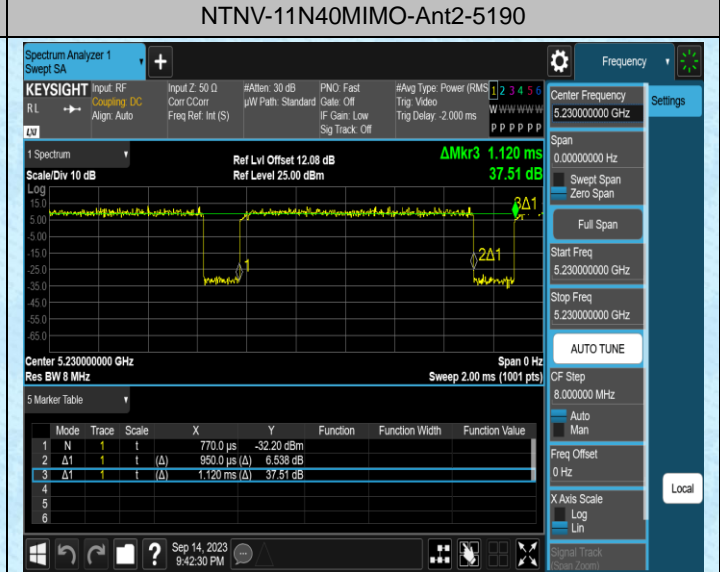 NTNV-11N40MIMO-Ant2-5190
Spectrum Analyzer 1
Swept SA
+
Frequency
KEYSIGHT Input: RF Input Z: 50 Ω #Atten: 30 dB PNO: Fast #Avg Type: Power (RMS 1 2 3 4 5 6
RL Coupling: DC Corr CCorr µW Path: Standard Gate: Off Trig: Video W W W W W W
Align: Auto Freq Ref: Int (S) IF Gain: Low Trig Delay: -2.000 ms
LXI Sig Track: Off P P P P P P
Center Frequency
5.230000000 GHz
Settings
Span
0.00000000 Hz
Swept Span
Zero Span
Full Span
Start Freq
5.230000000 GHz
Stop Freq
5.230000000 GHz
AUTO TUNE
CF Step
8.000000 MHz
Auto
Man
Freq Offset
0 Hz
X Axis Scale
Log
Lin
Local
Signal Track
(Span Zoom)
1 Spectrum
Ref Lvl Offset 12.08 dB ΔMkr3 1.120 ms
Scale/Div 10 dB Ref Level 25.00 dBm 37.51 dB
Log
15.0
5.00
-5.00
-15.0
-25.0
-35.0
-45.0
-55.0
-65.0
3Δ1
2Δ1
1
Center 5.230000000 GHz Span 0 Hz
Res BW 8 MHz Sweep 2.00 ms (1001 pts)
5 Marker Table
Mode Trace Scale X Y Function Function Width Function Value
1 N 1 t 770.0 µs -32.20 dBm
2 Δ1 1 t (Δ) 950.0 µs (Δ) 6.538 dB
3 Δ1 1 t (Δ) 1.120 ms (Δ) 37.51 dB
4
5
6
? Sep 14, 2023
9:42:30 PM